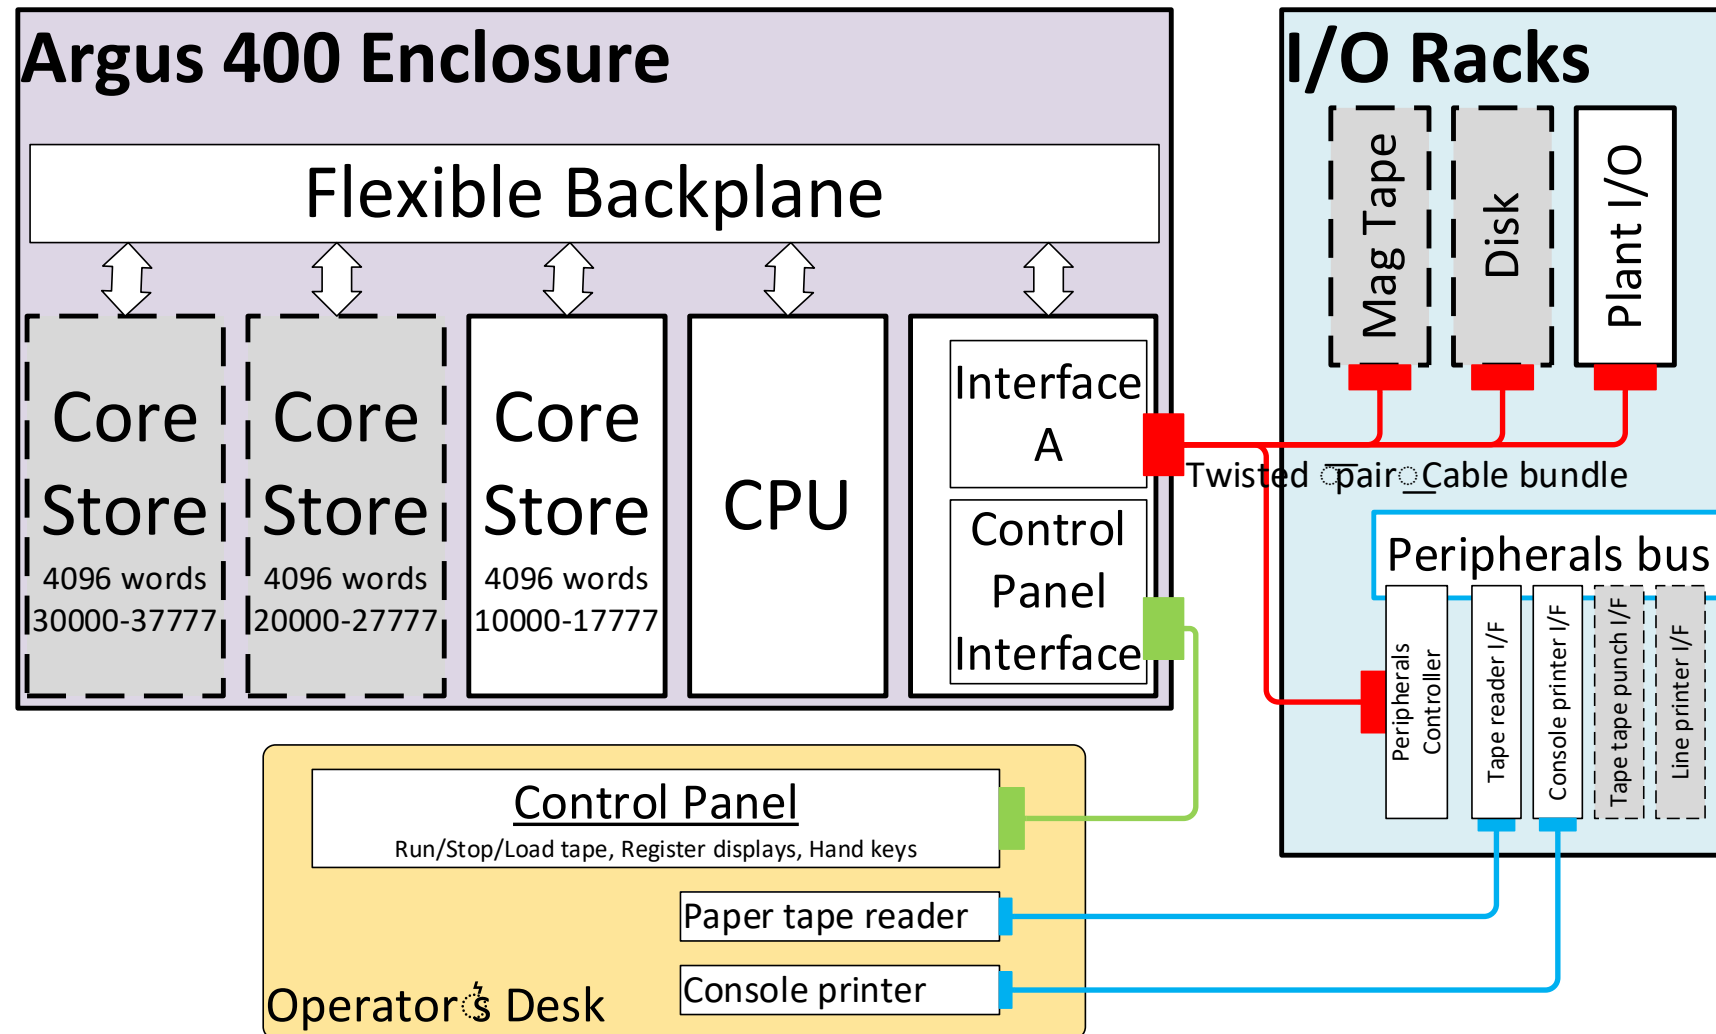 Argus 400 Enclosure
Flexible Backplane
Core
Store
4096 words
30000-37777
Core
Store
4096 words
20000-27777
Core
Store
4096 words
10000-17777
CPU
Interface
A
Control
Panel
Interface
I/O Racks
Mag Tape
Disk
Plant I/O
Twisted pair Cable bundle
Peripherals bus
Peripherals
Controller
Tape reader I/F
Console printer I/F
Tape tape punch I/F
Line printer I/F
Control Panel
Run/Stop/Load tape, Register displays, Hand keys
Paper tape reader
Console printer
Operator's Desk